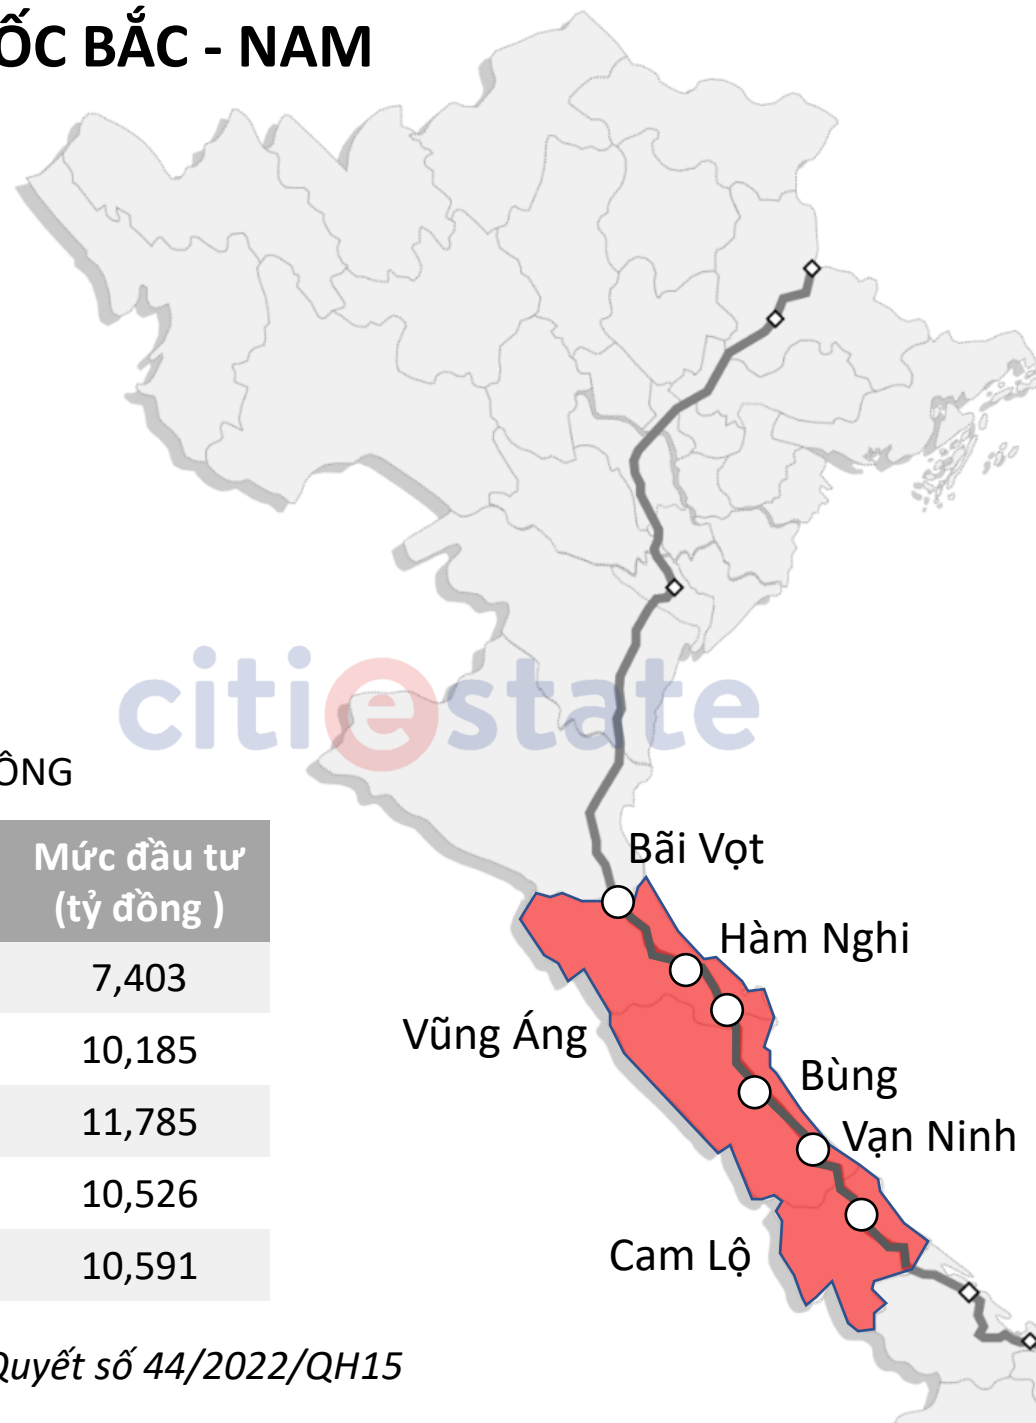 ỐC BẮC - NAM
citiestate
ÔNG
Mức đầu tư
(tỷ đồng )
7,403
10,185
11,785
10,526
10,591
Quyết số 44/2022/QH15
Bãi Vọt
Hàm Nghi
Vũng Áng
Bùng
Vạn Ninh
Cam Lộ